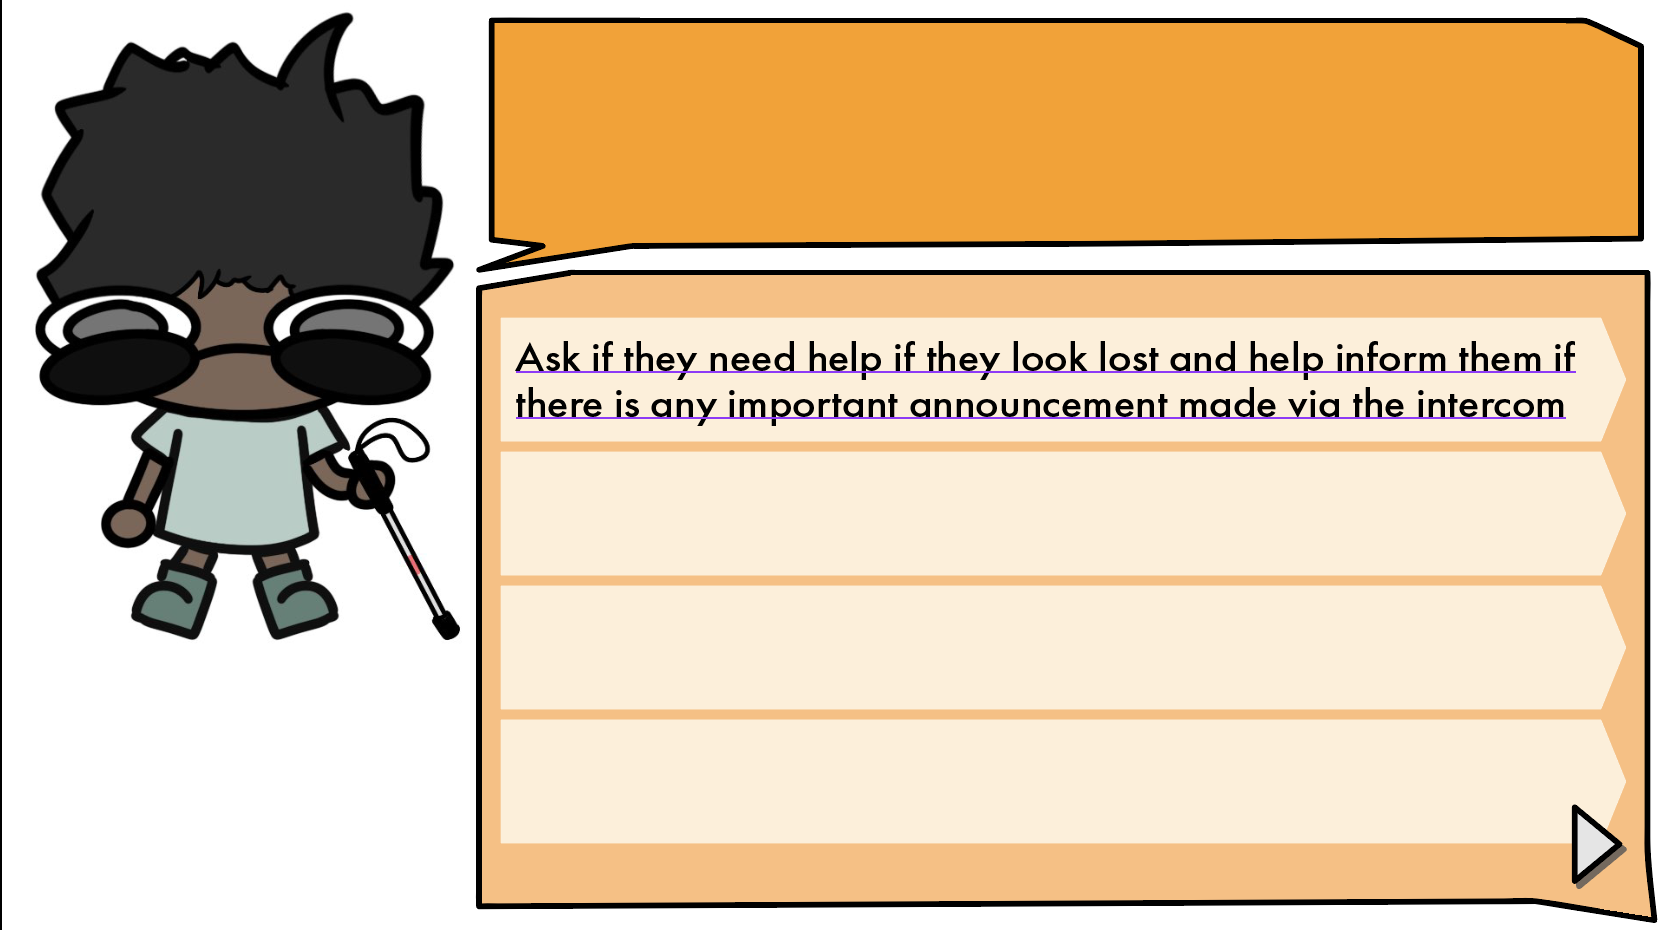 Ask if they need help if they look lost and help inform them if
there is any important announcement made via the intercom